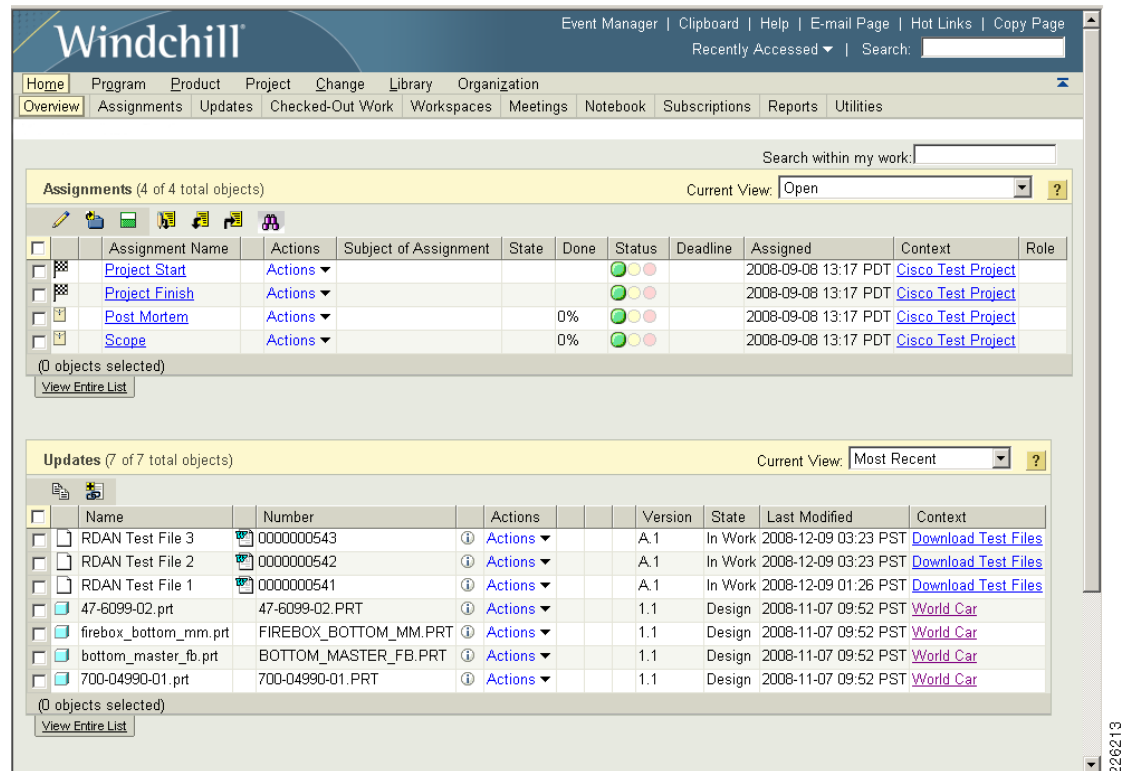 Windchill
Event Manager | Clipboard | Help | E-mail Page | Hot Links | Copy Page
Recently Accessed | Search:
Home Program Product Project Change Library Organization
Overview Assignments Updates Checked-Out Work Workspaces Meetings Notebook Subscriptions Reports Utilities
Search within my work:
Assignments (4 of 4 total objects) Current View: Open ?
Assignment Name Actions Subject of Assignment State Done Status Deadline Assigned Context Role
Project Start Actions 2008-09-08 13:17 PDT Cisco Test Project
Project Finish Actions 2008-09-08 13:17 PDT Cisco Test Project
Post Mortem Actions 0% 2008-09-08 13:17 PDT Cisco Test Project
Scope Actions 0% 2008-09-08 13:17 PDT Cisco Test Project
(0 objects selected)
View Entire List
Updates (7 of 7 total objects) Current View: Most Recent ?
Name Number Actions Version State Last Modified Context
RDAN Test File 3 0000000543 Actions A.1 In Work 2008-12-09 03:23 PST Download Test Files
RDAN Test File 2 0000000542 Actions A.1 In Work 2008-12-09 03:23 PST Download Test Files
RDAN Test File 1 0000000541 Actions A.1 In Work 2008-12-09 01:26 PST Download Test Files
47-6099-02.prt 47-6099-02.PRT Actions 1.1 Design 2008-11-07 09:52 PST World Car
firebox_bottom_mm.prt FIREBOX_BOTTOM_MM.PRT Actions 1.1 Design 2008-11-07 09:52 PST World Car
bottom_master_fb.prt BOTTOM_MASTER_FB.PRT Actions 1.1 Design 2008-11-07 09:52 PST World Car
700-04990-01.prt 700-04990-01.PRT Actions 1.1 Design 2008-11-07 09:52 PST World Car
(0 objects selected)
View Entire List
226213